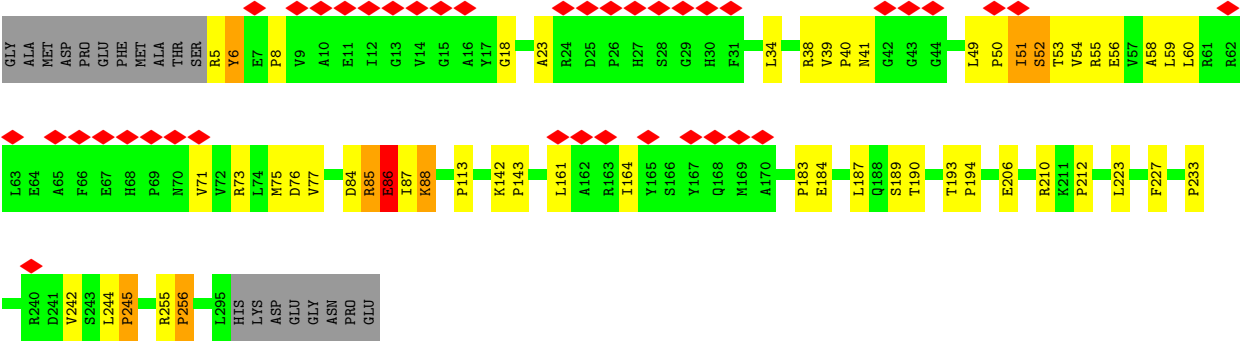 GLY ALA MET ASP PRO GLU PHE MET ALA THR SER R5 Y6 E7 P8 V9 A10 E11 I12 G13 V14 G15 A16 Y17 G18 A23 R24 D25 P26 H27 S28 G29 H30 F31 L34 R38 V39 P40 N41 G42 G43 G44 L49 P50 I51 S52 T53 V54 R55 E56 V57 A58 L59 L60 R61 R62
L63 E64 A65 F66 E67 H68 P69 N70 V71 V72 R73 L74 M75 D76 V77 D84 R85 E86 I87 K88 P113 K142 P143 L161 A162 R163 I164 Y165 S166 Y167 Q168 M169 A170 P183 E184 L187 Q188 S189 T190 T193 P194 E206 R210 K211 P212 L223 F227 P233
R240 D241 V242 S243 L244 P245 R255 P256 L295 HIS LYS ASP GLU GLY ASN PRO GLU